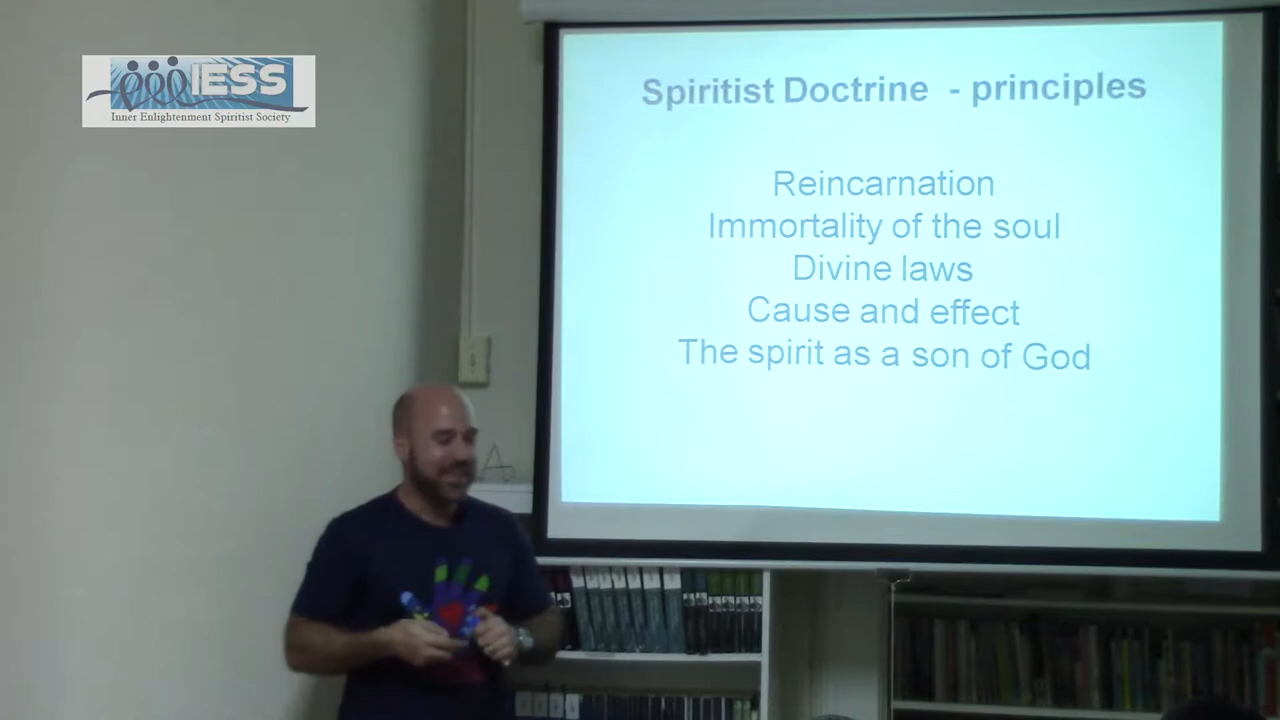 IESS
Inner Enlightenment Spiritist Society
Spiritist Doctrine - principles
Reincarnation
Immortality of the soul
Divine laws
Cause and effect
The spirit as a son of God